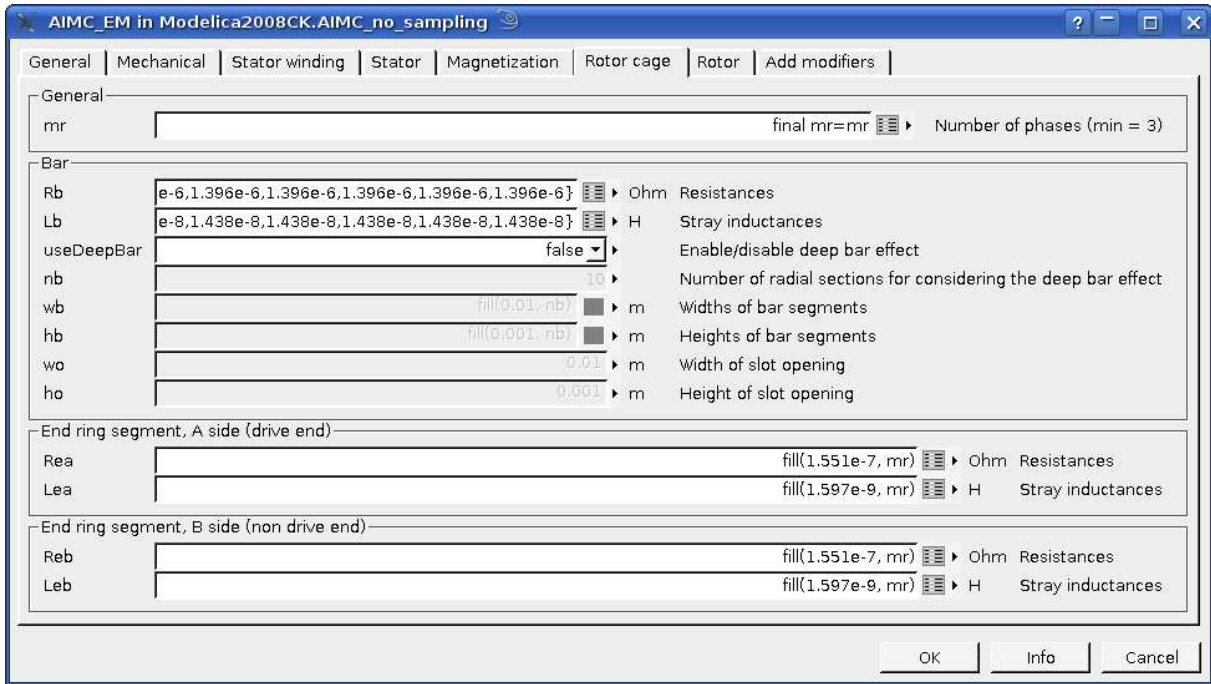 AIMC_EM in Modelica2008CK.AIMC_no_sampling
General Mechanical Stator winding Stator Magnetization Rotor cage Rotor Add modifiers
General
mr final mr=mr Number of phases (min = 3)
Bar
Rb e-6,1.396e-6,1.396e-6,1.396e-6,1.396e-6,1.396e-6} Ohm Resistances
Lb e-8,1.438e-8,1.438e-8,1.438e-8,1.438e-8,1.438e-8} H Stray inductances
useDeepBar false Enable/disable deep bar effect
nb 10 Number of radial sections for considering the deep bar effect
wb fill(0.01, nb) m Widths of bar segments
hb fill(0.001, nb) m Heights of bar segments
wo 0.01 m Width of slot opening
ho 0.001 m Height of slot opening
End ring segment, A side (drive end)
Rea fill(1.551e-7, mr) Ohm Resistances
Lea fill(1.597e-9, mr) H Stray inductances
End ring segment, B side (non drive end)
Reb fill(1.551e-7, mr) Ohm Resistances
Leb fill(1.597e-9, mr) H Stray inductances
OK Info Cancel